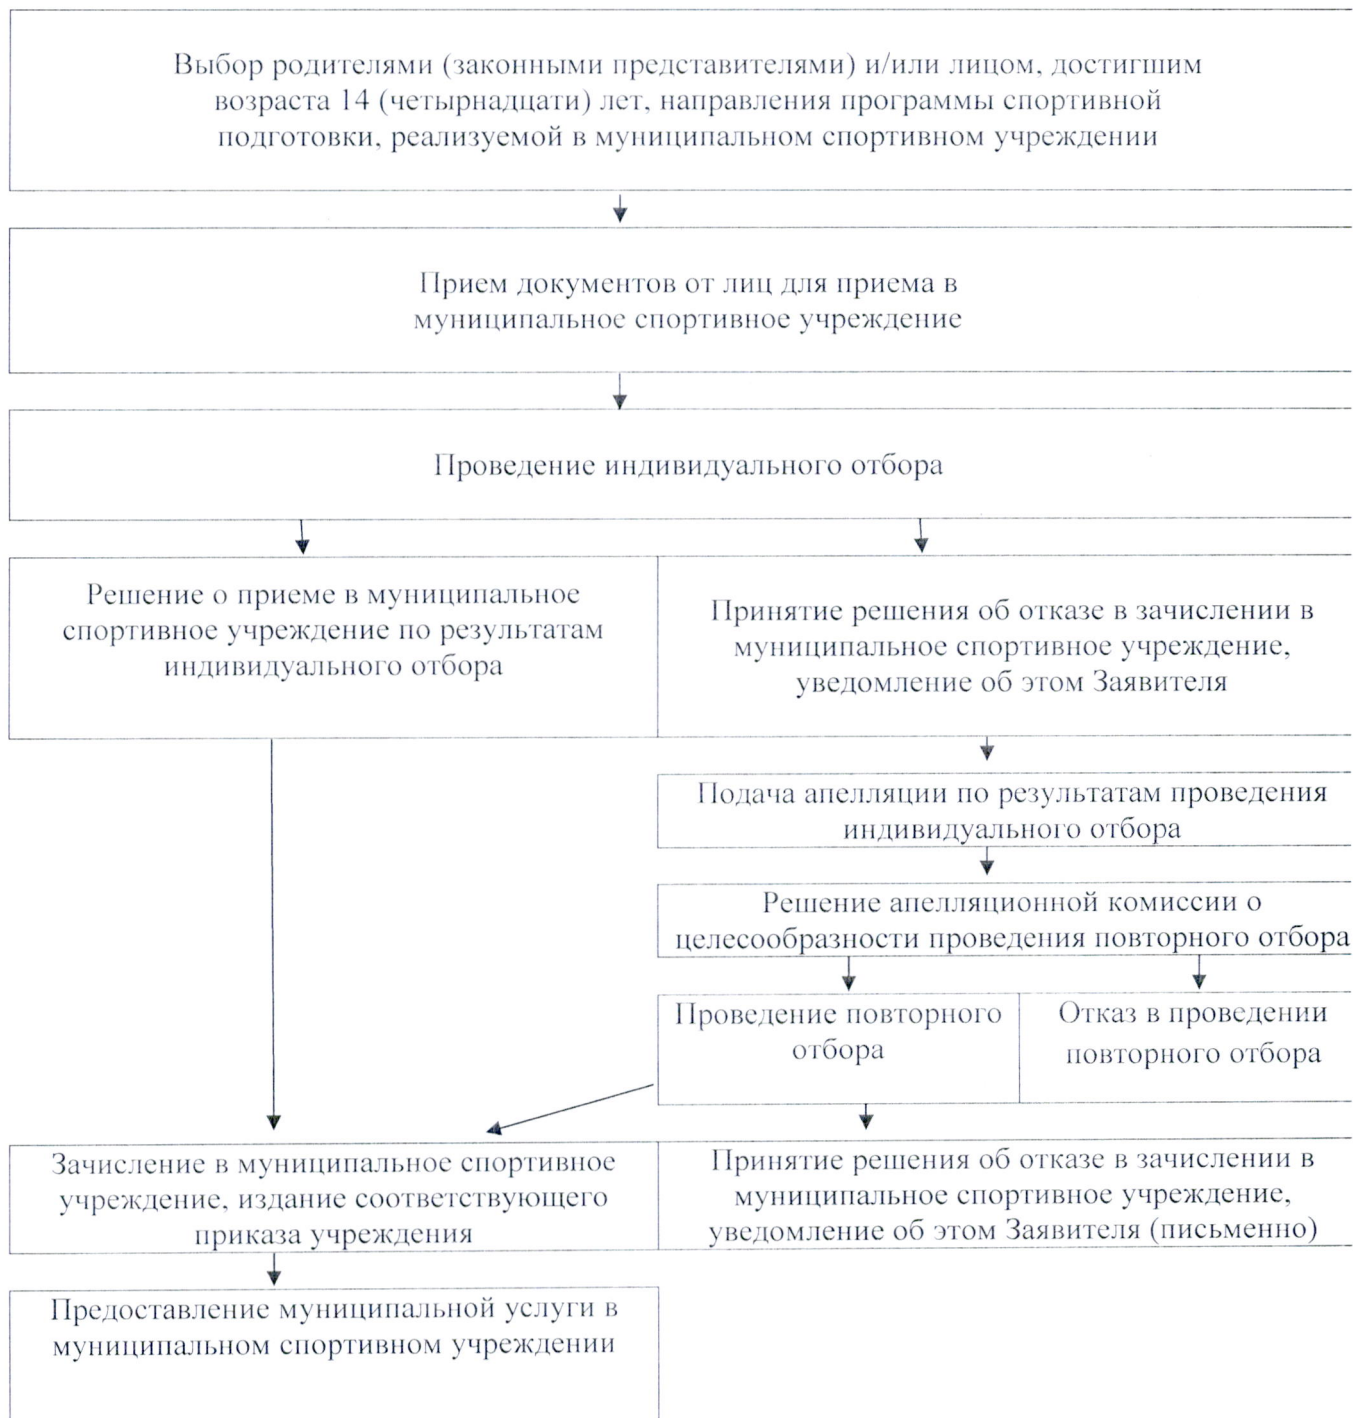 Выбор родителями (законными представителями) и/или лицом, достигшим
возраста 14 (четырнадцати) лет, направления программы спортивной
подготовки, реализуемой в муниципальном спортивном учреждении
Прием документов от лиц для приема в
муниципальное спортивное учреждение
Проведение индивидуального отбора
Решение о приеме в муниципальное
спортивное учреждение по результатам
индивидуального отбора
Принятие решения об отказе в зачислении в
муниципальное спортивное учреждение,
уведомление об этом Заявителя
Подача апелляции по результатам проведения
индивидуального отбора
Решение апелляционной комиссии о
целесообразности проведения повторного отбора
Проведение повторного
отбора
Отказ в проведении
повторного отбора
Зачисление в муниципальное спортивное
учреждение, издание соответствующего
приказа учреждения
Принятие решения об отказе в зачислении в
муниципальное спортивное учреждение,
уведомление об этом Заявителя (письменно)
Предоставление муниципальной услуги в
муниципальном спортивном учреждении